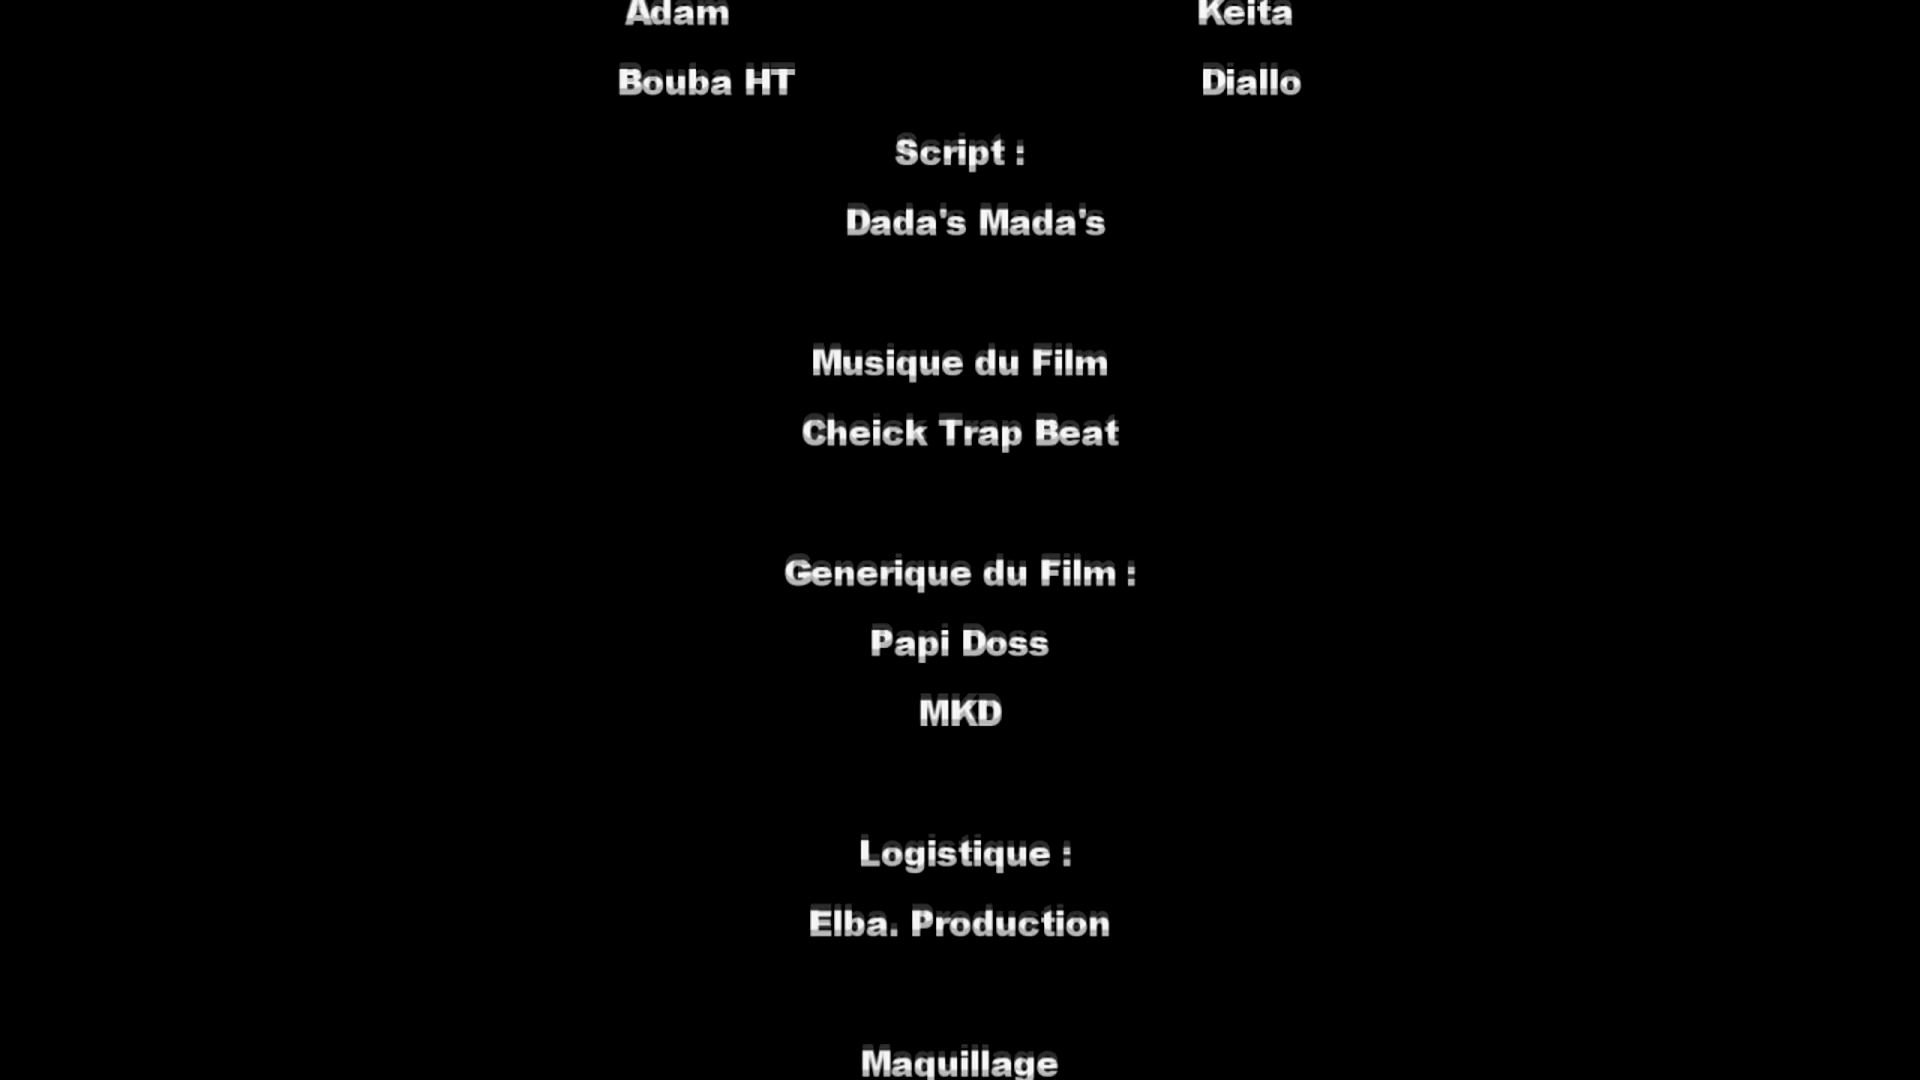 Adam Keita
Bouba HT Diallo
Script :
Dada's Mada's
Musique du Film
Cheick Trap Beat
Generique du Film :
Papi Doss
MKD
Logistique :
Elba. Production
Maquillage